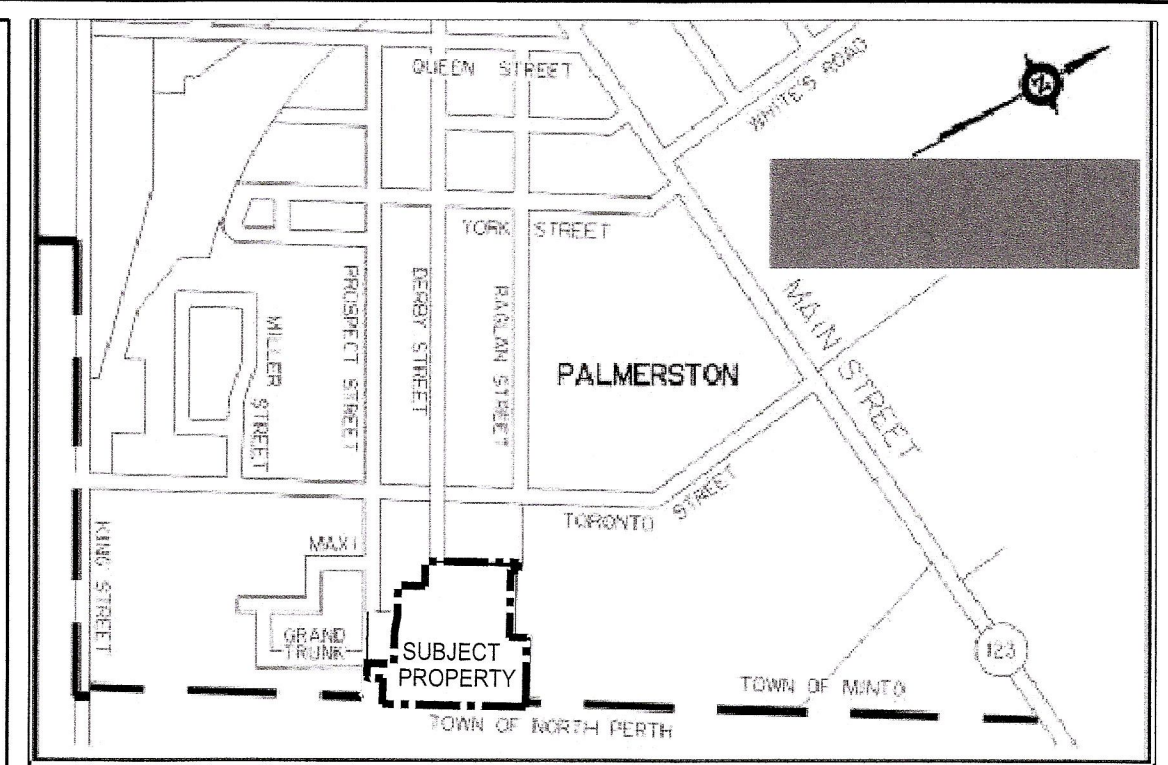 QUEEN STREET
WHITE'S ROAD
N
YORK STREET
MAIN STREET
PROSPECT STREET
DERBY STREET
RAGLAN STREET
MILLER STREET
PALMERSTON
TORONTO STREET
KING STREET
MAXI
GRAND
TRUNK
SUBJECT
PROPERTY
123
TOWN OF MINTO
TOWN OF NORTH PERTH